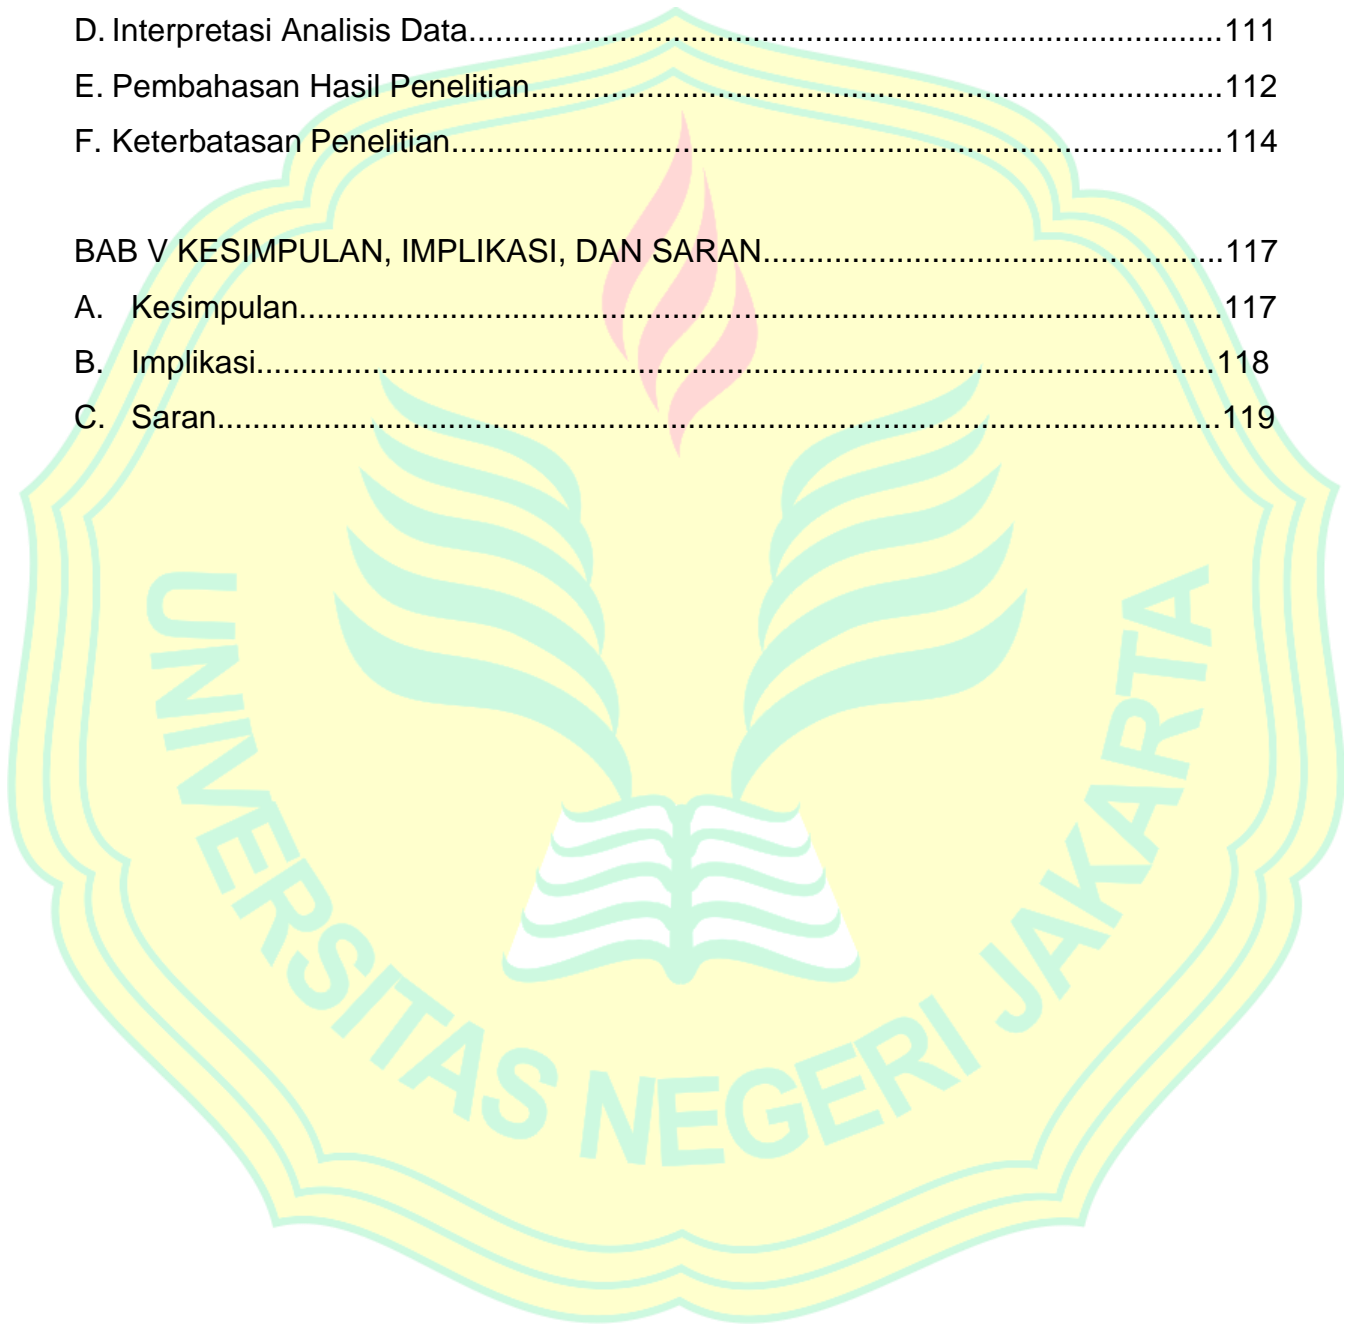 D. Interpretasi Analisis Data......................................................................................111
E. Pembahasan Hasil Penelitian...............................................................................112
F. Keterbatasan Penelitian........................................................................................114
BAB V KESIMPULAN, IMPLIKASI, DAN SARAN....................................................117
A. Kesimpulan.........................................................................................................117
B. Implikasi.............................................................................................................118
C. Saran..................................................................................................................119
UNIVERSITAS NEGERI JAKARTA